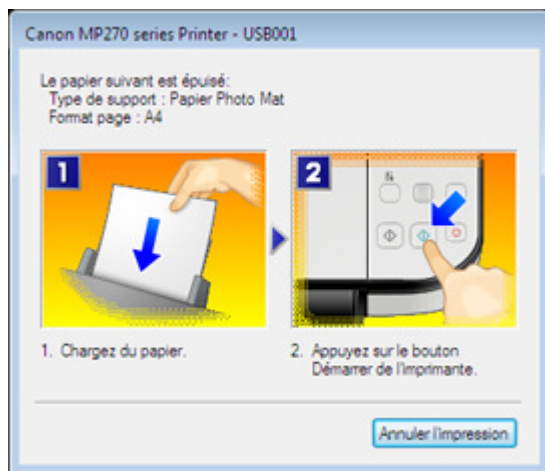 Canon MP270 series Printer - USB001
Le papier suivant est épuisé:
Type de support : Papier Photo Mat
Format page : A4
1
2
1. Chargez du papier.
2. Appuyez sur le bouton
Démarrer de l'imprimante.
Annuler l'impression